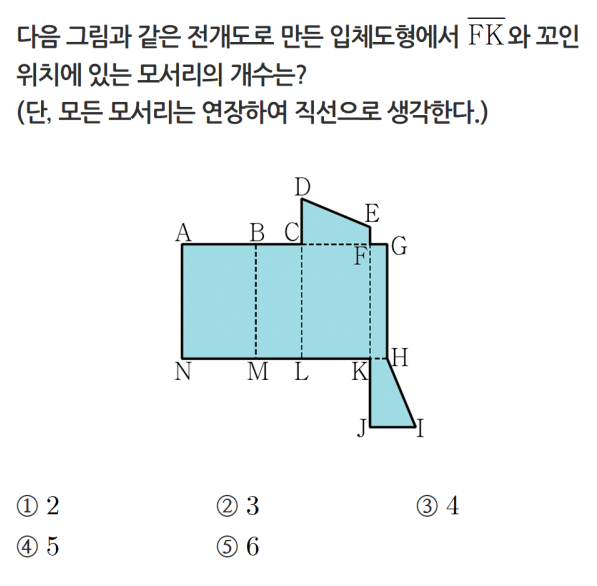 다음 그림과 같은 전개도로 만든 입체도형에서 FK와 꼬인
위치에 있는 모서리의 개수는?
(단, 모든 모서리는 연장하여 직선으로 생각한다.)
D
E
A B C G
F
N M L K H
J I
① 2 ② 3 ③ 4
④ 5 ⑤ 6